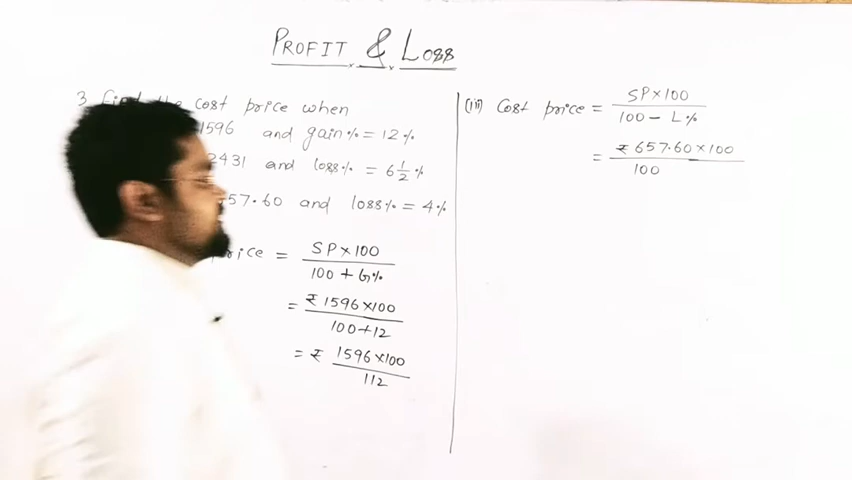 PROFIT & LOSS
3 Find the cost price when
1596 and gain% = 12%
2431 and loss% = 6 1/2 %
57.60 and loss% = 4%
= SP×100 / 100 + G%
= ₹ 1596×100 / 100+12
= ₹ 1596×100 / 112
(iii) Cost price = SP×100 / 100 - L%
= ₹ 657.60×100 / 100